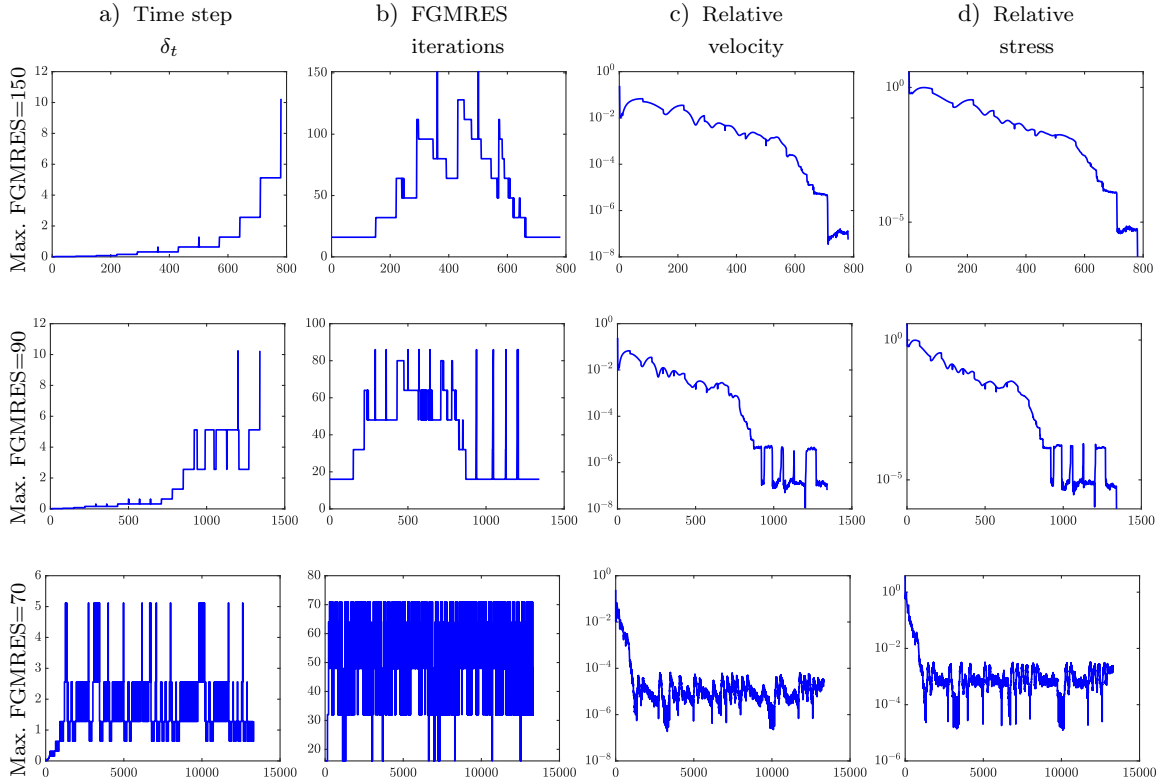 a) Time step
δt
b) FGMRES
iterations
c) Relative
velocity
d) Relative
stress
Max. FGMRES=150
12
10
8
6
4
2
0
0 200 400 600 800
150
100
50
0
0 200 400 600 800
10^0
10^-2
10^-4
10^-6
10^-8
0 200 400 600 800
10^0
10^-5
0 200 400 600 800
Max. FGMRES=90
12
10
8
6
4
2
0
0 500 1000 1500
100
80
60
40
20
0
0 500 1000 1500
10^0
10^-2
10^-4
10^-6
10^-8
0 500 1000 1500
10^0
10^-5
0 500 1000 1500
Max. FGMRES=70
6
5
4
3
2
1
0
0 5000 10000 15000
80
70
60
50
40
30
20
0 5000 10000 15000
10^0
10^-2
10^-4
10^-6
10^-8
0 5000 10000 15000
10^0
10^-2
10^-4
10^-6
0 5000 10000 15000